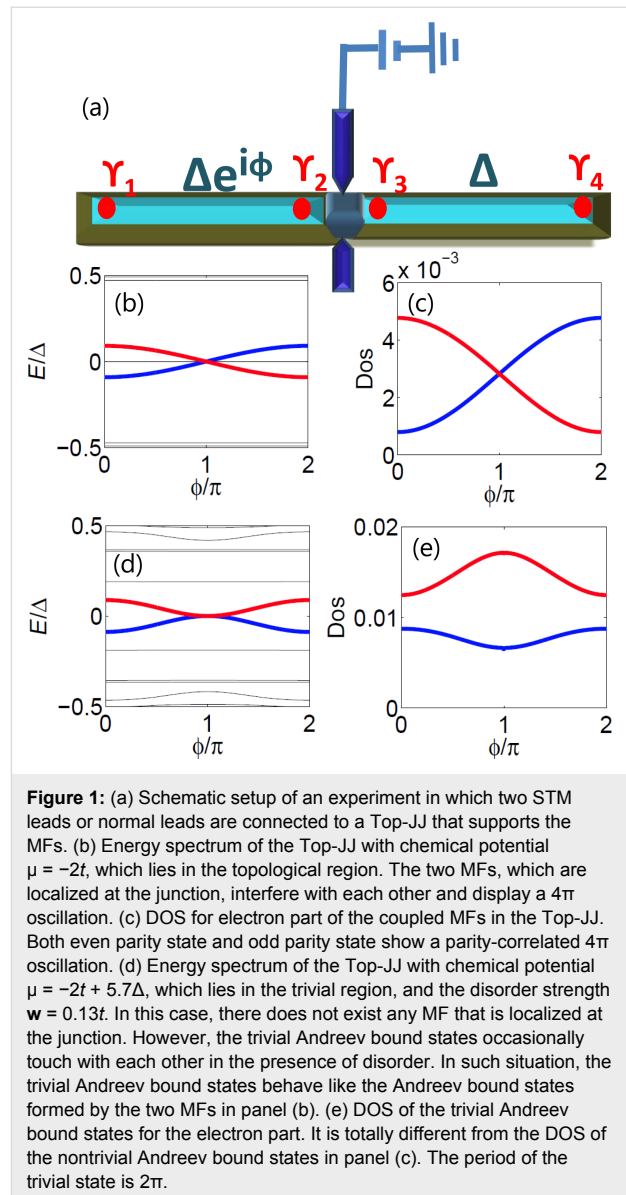 (a)
ϒ1 Δe^iϕ ϒ2 ϒ3 Δ ϒ4
(b)
0.5
0
−0.5
E/Δ
0 1 2
ϕ/π
(c)
6 × 10^−3
4
2
0
Dos
0 1 2
ϕ/π
(d)
0.5
0
−0.5
E/Δ
0 1 2
ϕ/π
(e)
0.02
0.01
0
Dos
0 1 2
ϕ/π
Figure 1: (a) Schematic setup of an experiment in which two STM
leads or normal leads are connected to a Top-JJ that supports the
MFs. (b) Energy spectrum of the Top-JJ with chemical potential
μ = −2t, which lies in the topological region. The two MFs, which are
localized at the junction, interfere with each other and display a 4π
oscillation. (c) DOS for electron part of the coupled MFs in the Top-JJ.
Both even parity state and odd parity state show a parity-correlated 4π
oscillation. (d) Energy spectrum of the Top-JJ with chemical potential
μ = −2t + 5.7Δ, which lies in the trivial region, and the disorder strength
w = 0.13t. In this case, there does not exist any MF that is localized at
the junction. However, the trivial Andreev bound states occasionally
touch with each other in the presence of disorder. In such situation, the
trivial Andreev bound states behave like the Andreev bound states
formed by the two MFs in panel (b). (e) DOS of the trivial Andreev
bound states for the electron part. It is totally different from the DOS of
the nontrivial Andreev bound states in panel (c). The period of the
trivial state is 2π.